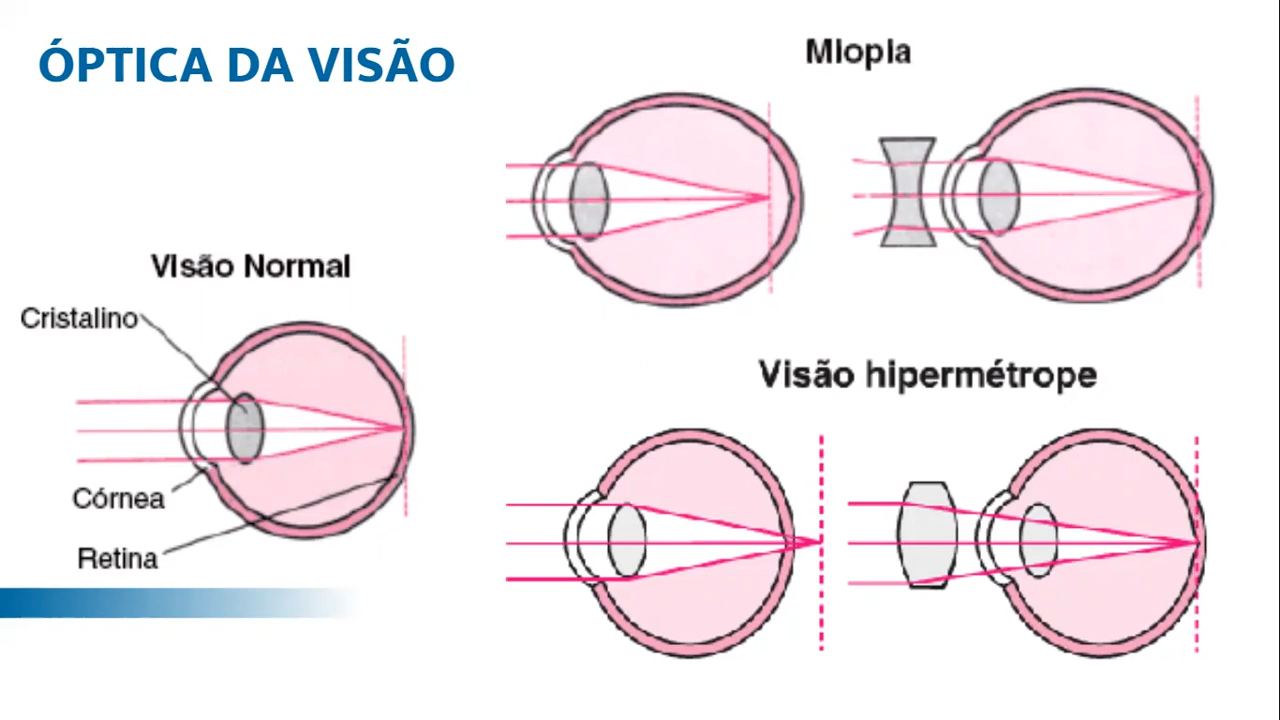 ÓPTICA DA VISÃO
Miopia
Visão Normal
Cristalino
Córnea
Retina
Visão hipermétrope